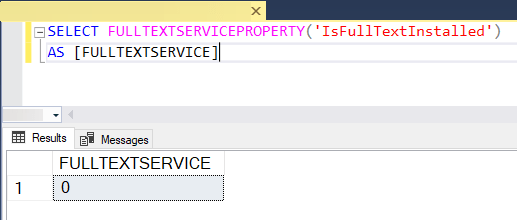 SELECT FULLTEXTSERVICEPROPERTY('IsFullTextInstalled')
AS [FULLTEXTSERVICE]
Results Messages
FULLTEXTSERVICE
1 0